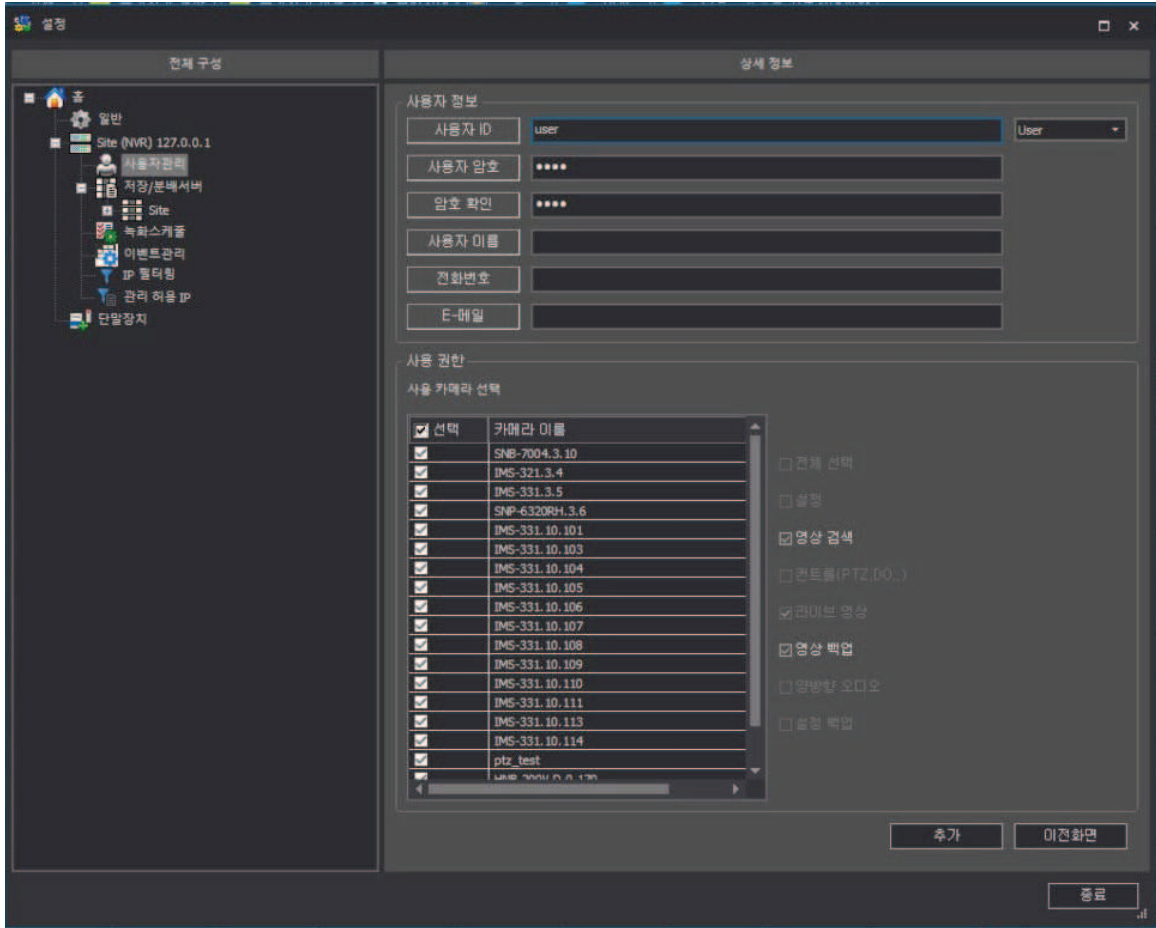 설정
전체 구성
상세 정보
홈
일반
Site (NVR) 127.0.0.1
사용자관리
저장/분배서버
Site
녹화스케줄
이벤트관리
IP 필터링
관리 허용 IP
단말장치
사용자 정보
사용자 ID user User
사용자 암호 ••••
암호 확인 ••••
사용자 이름
전화번호
E-메일
사용 권한
사용 카메라 선택
선택 카메라 이름
SNB-7004.3.10
IMS-321.3.4
IMS-331.3.5
SNP-6320RH.3.6
IMS-331.10.101
IMS-331.10.103
IMS-331.10.104
IMS-331.10.105
IMS-331.10.106
IMS-331.10.107
IMS-331.10.108
IMS-331.10.109
IMS-331.10.110
IMS-331.10.111
IMS-331.10.113
IMS-331.10.114
ptz_test
전체 선택
설정
영상 검색
컨트롤(PTZ,DO,,)
라이브 영상
영상 백업
양방향 오디오
설정 백업
추가 이전화면
종료